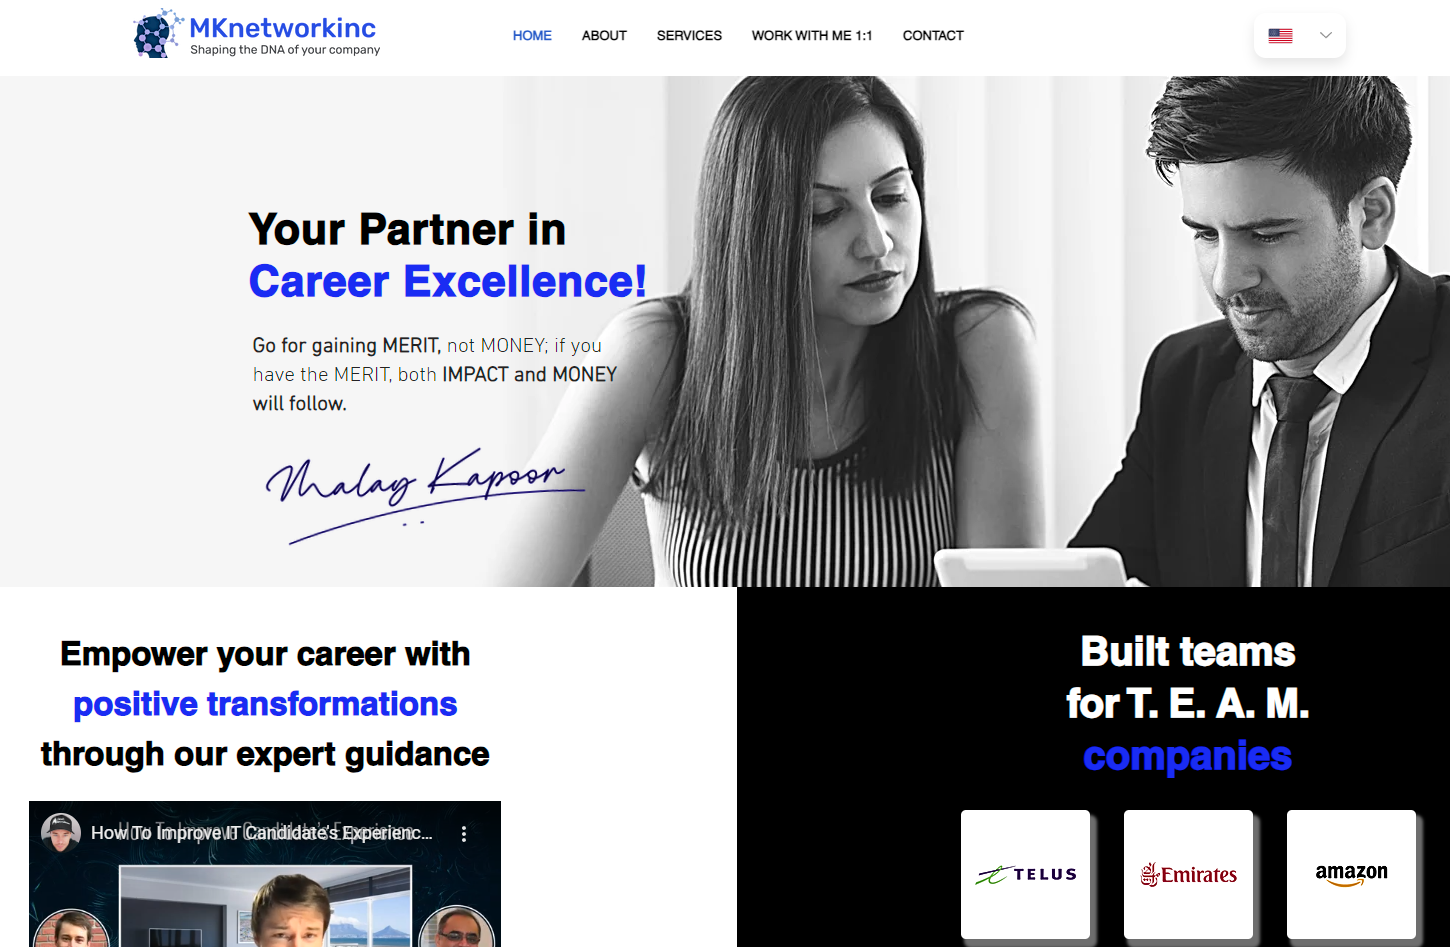 MKnetworkinc
Shaping the DNA of your company
HOME ABOUT SERVICES WORK WITH ME 1:1 CONTACT
Your Partner in
Career Excellence!
Go for gaining MERIT, not MONEY; if you
have the MERIT, both IMPACT and MONEY
will follow.
Malay Kapoor
Empower your career with
positive transformations
through our expert guidance
How To Improve IT Candidate's Experienc...
Built teams
for T. E. A. M.
companies
TELUS
Emirates
amazon